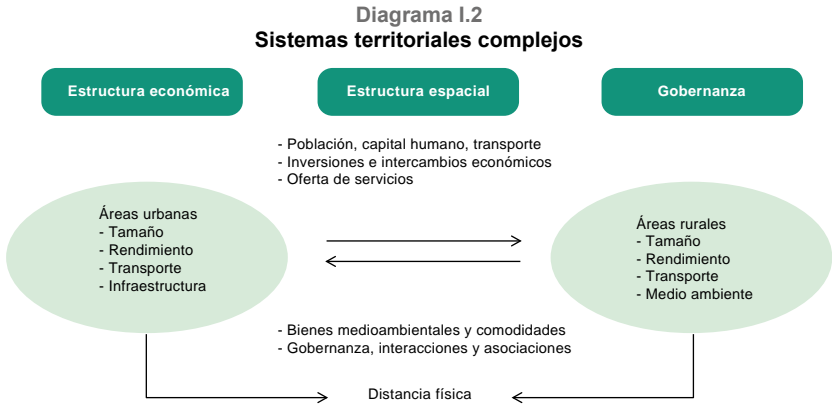 Diagrama I.2
Sistemas territoriales complejos
Estructura económica
Estructura espacial
Gobernanza
- Población, capital humano, transporte
- Inversiones e intercambios económicos
- Oferta de servicios
Áreas urbanas
- Tamaño
- Rendimiento
- Transporte
- Infraestructura
Áreas rurales
- Tamaño
- Rendimiento
- Transporte
- Medio ambiente
- Bienes medioambientales y comodidades
- Gobernanza, interacciones y asociaciones
Distancia física